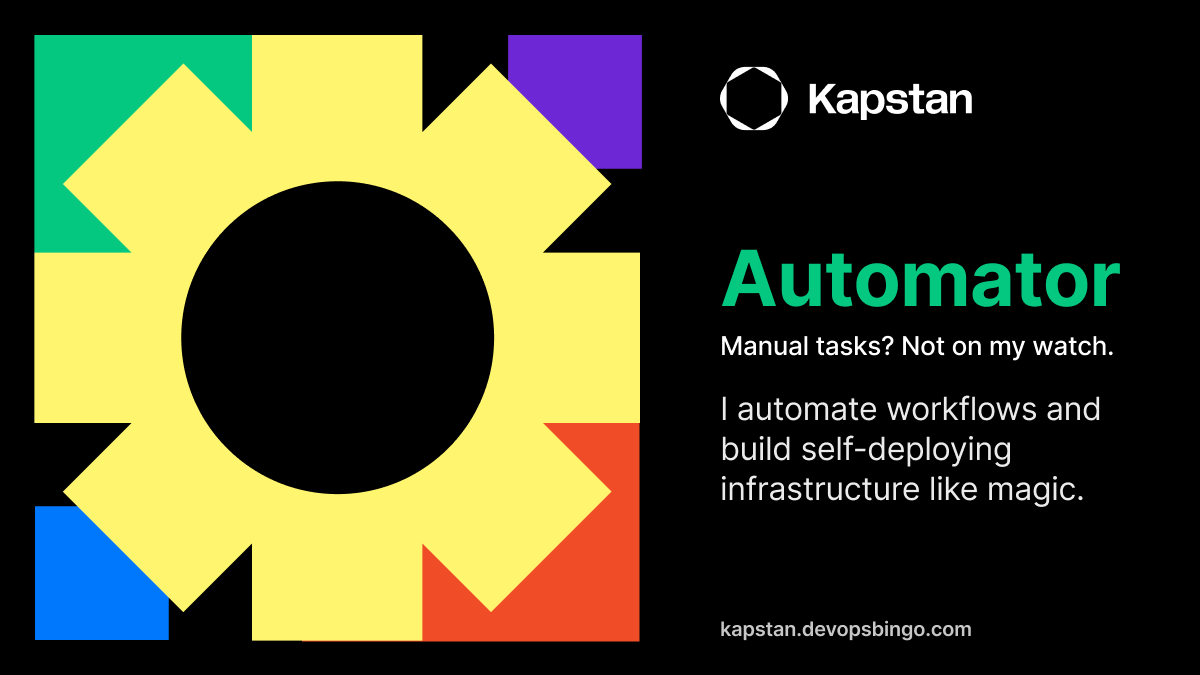 Kapstan
Automator
Manual tasks? Not on my watch.
I automate workflows and
build self-deploying
infrastructure like magic.
kapstan.devopsbingo.com